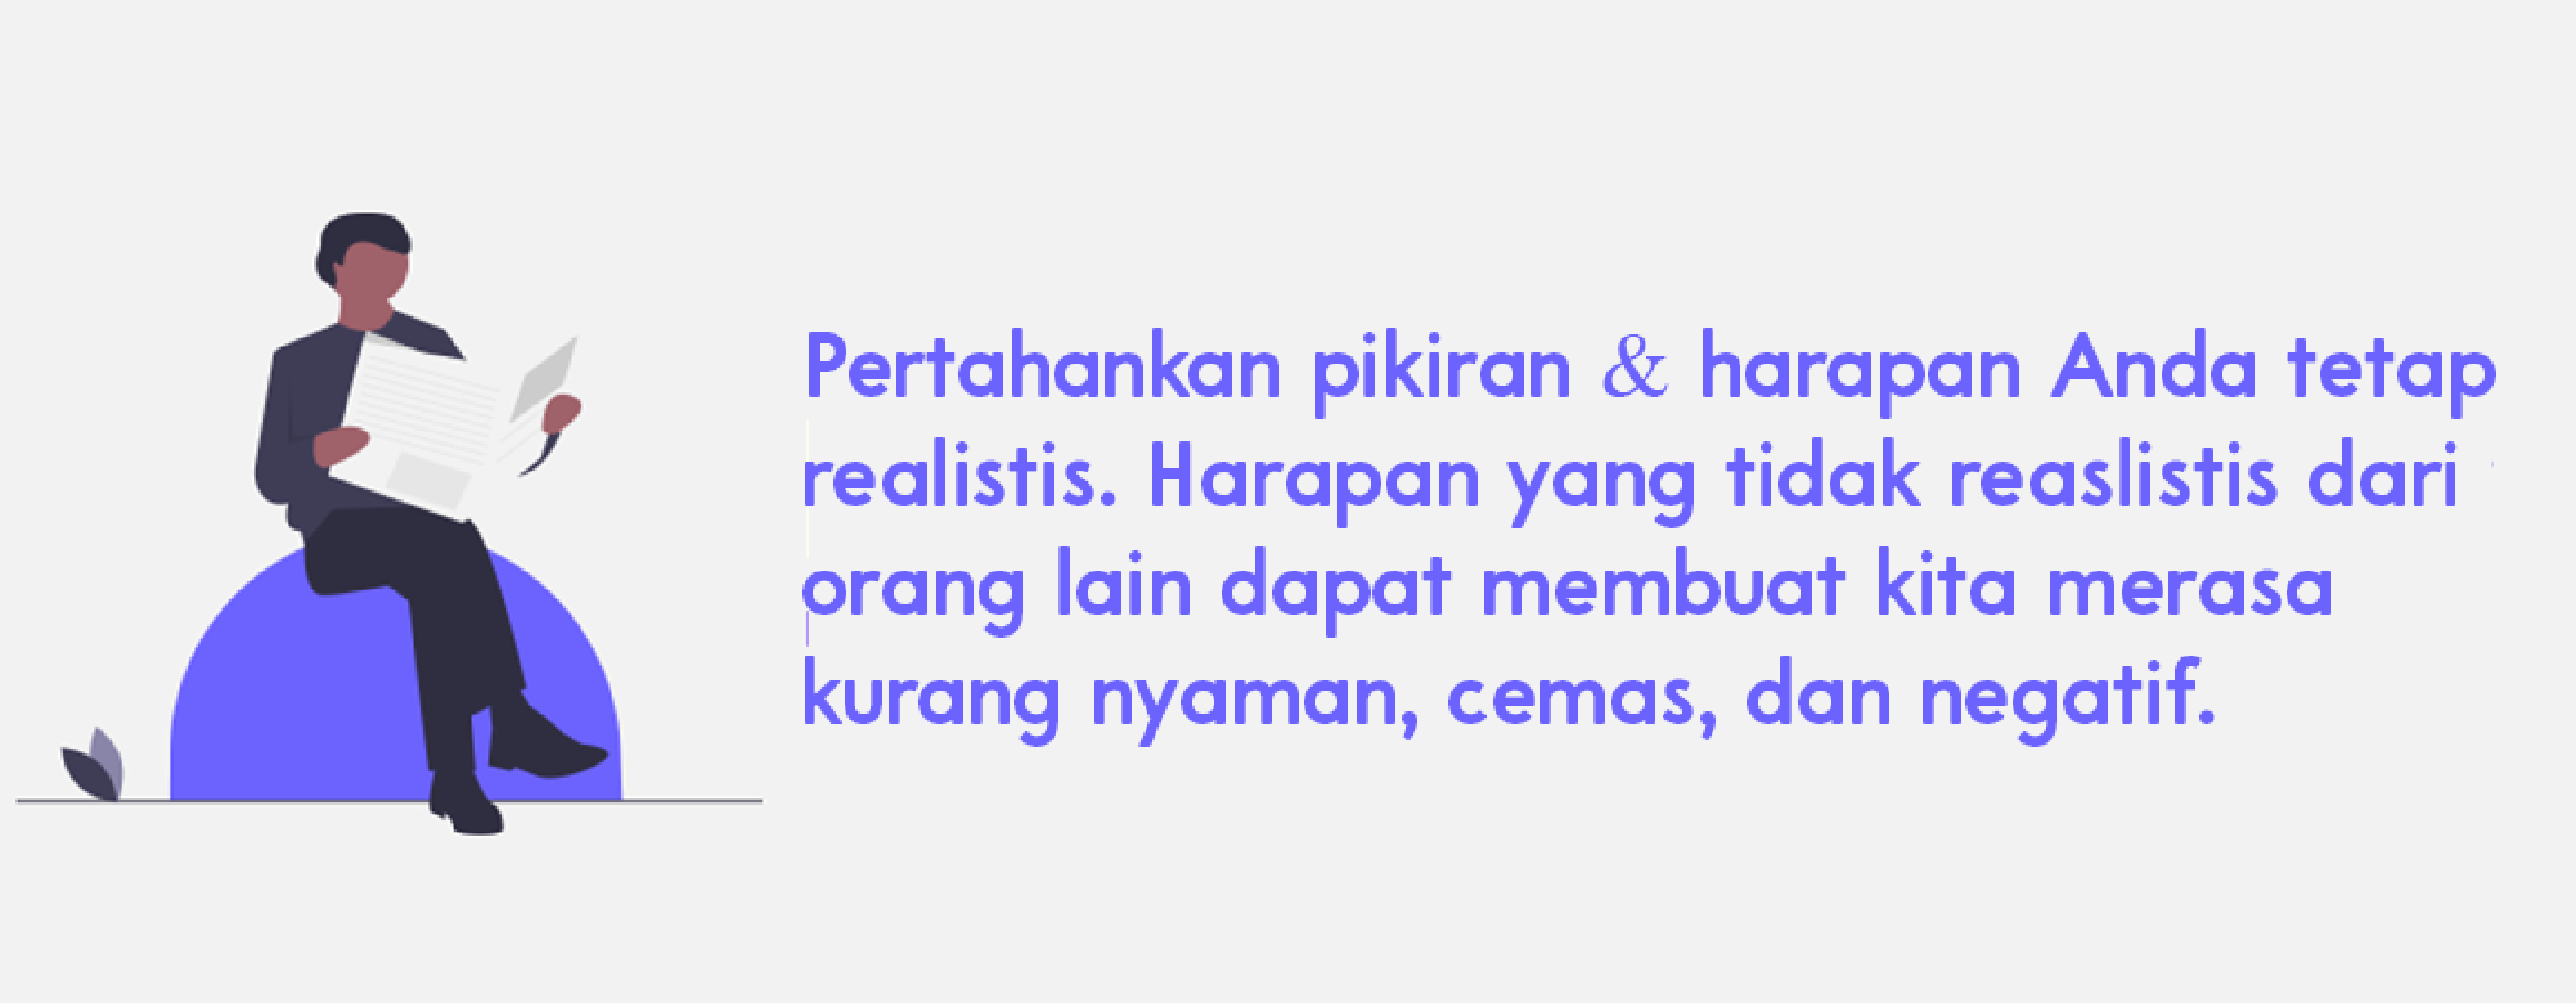 Pertahankan pikiran & harapan Anda tetap
realistis. Harapan yang tidak reaslistis dari
orang lain dapat membuat kita merasa
kurang nyaman, cemas, dan negatif.